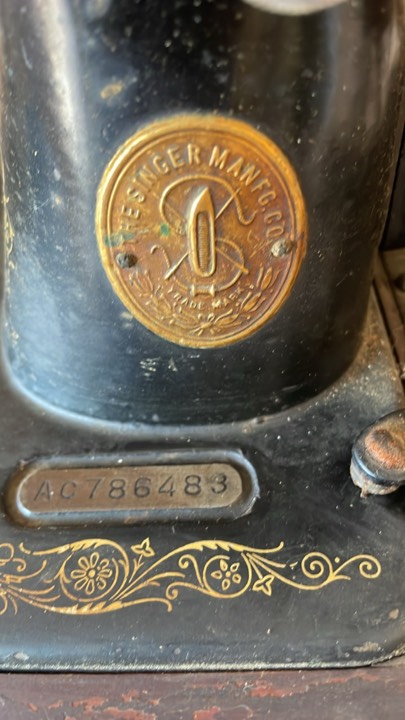 THE SINGER MANFG. CO.
TRADE MARK
AC786483